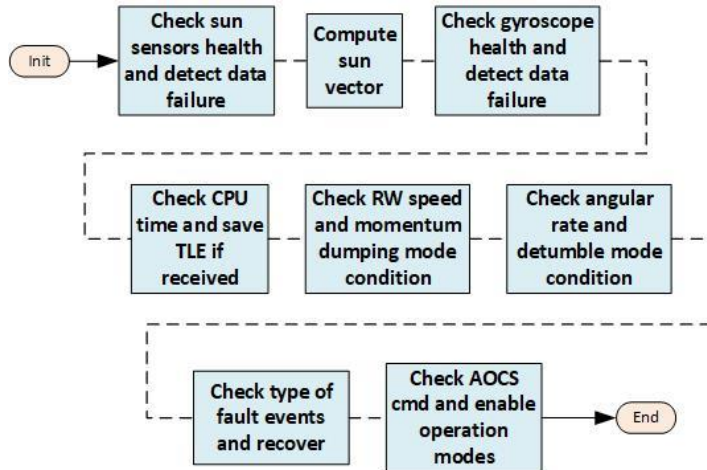 Init
Check sun
sensors health
and detect data
failure
Compute
sun
vector
Check gyroscope
health and
detect data
failure
Check CPU
time and save
TLE if
received
Check RW speed
and momentum
dumping mode
condition
Check angular
rate and
detumble mode
condition
Check type of
fault events
and recover
Check AOCS
cmd and enable
operation
modes
End